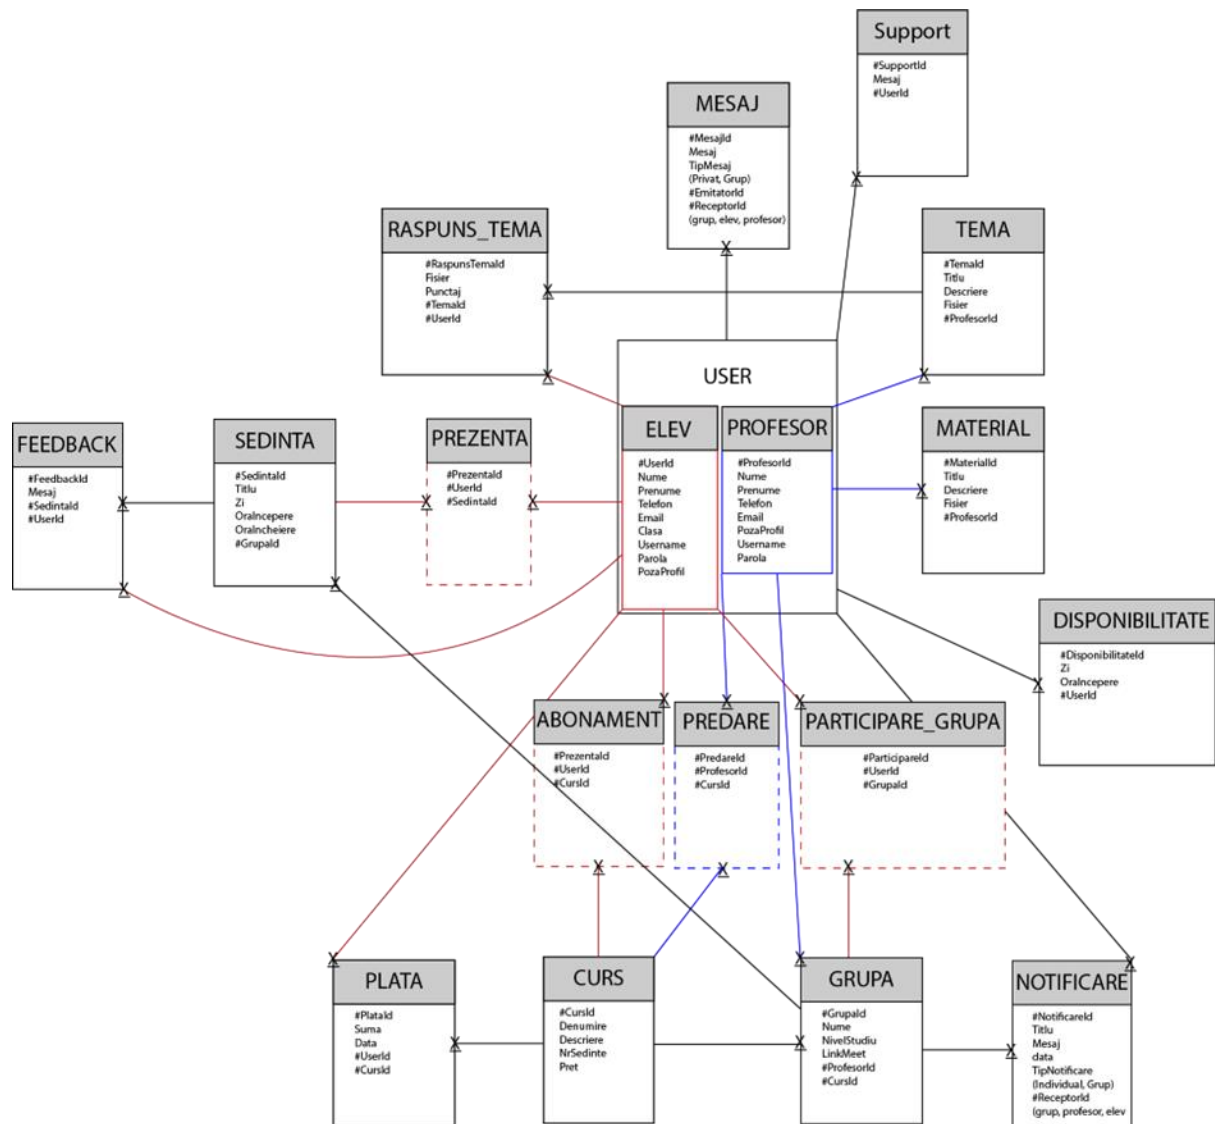 Support
#SupportId
Mesaj
#UserId
MESAJ
#MesajId
Mesaj
TipMesaj
(Privat, Grup)
#EmitatorId
#ReceptorId
(grup, elev, profesor)
RASPUNS_TEMA
#RaspunsTemaId
Fisier
Punctaj
#TemaId
#UserId
TEMA
#TemaId
Titlu
Descriere
Fisier
#ProfesorId
USER
FEEDBACK
#FeedbackId
Mesaj
#SedintaId
#UserId
SEDINTA
#SedintaId
Titlu
Zi
OraIncepere
OraIncheiere
#GrupaId
PREZENTA
#PrezentaId
#UserId
#SedintaId
ELEV
#UserId
Nume
Prenume
Telefon
Email
Clasa
Username
Parola
PozaProfil
PROFESOR
#ProfesorId
Nume
Prenume
Telefon
Email
PozaProfil
Username
Parola
MATERIAL
#MaterialId
Titlu
Descriere
Fisier
#ProfesorId
DISPONIBILITATE
#DisponibilitateId
Zi
OraIncepere
#UserId
ABONAMENT
#PrezentaId
#UserId
#CursId
PREDARE
#PredareId
#ProfesorId
#CursId
PARTICIPARE_GRUPA
#ParticipareId
#UserId
#GrupaId
PLATA
#PlataId
Suma
Data
#UserId
#CursId
CURS
#CursId
Denumire
Descriere
NrSedinte
Pret
GRUPA
#GrupaId
Nume
NivelStudiu
LinkMeet
#ProfesorId
#CursId
NOTIFICARE
#NotificareId
Titlu
Mesaj
data
TipNotificare
(Individual, Grup)
#ReceptorId
(grup, profesor, elev